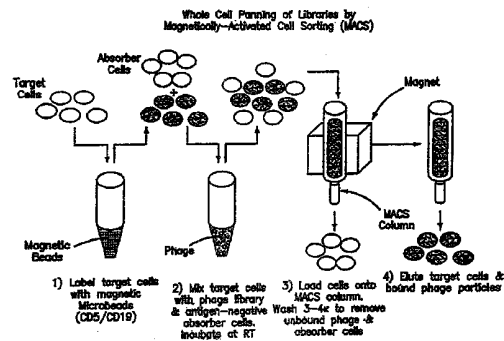 Whole Cell Panning of Libraries by
Magnetically-Activated Cell Sorting (MACS)
Absorber
Cells
Target
Cells
+
Magnet
MACS
Column
Magnetic
Beads
Phage
1) Label target cells
with magnetic
Microbeads
(CD5/CD19)
2) Mix target cells
with phage library
& antigen-negative
absorber cells.
Incubate at RT
3) Load cells onto
MACS column.
Wash 3-4x to remove
unbound phage &
absorber cells
4) Elute target cells &
bound phage particles